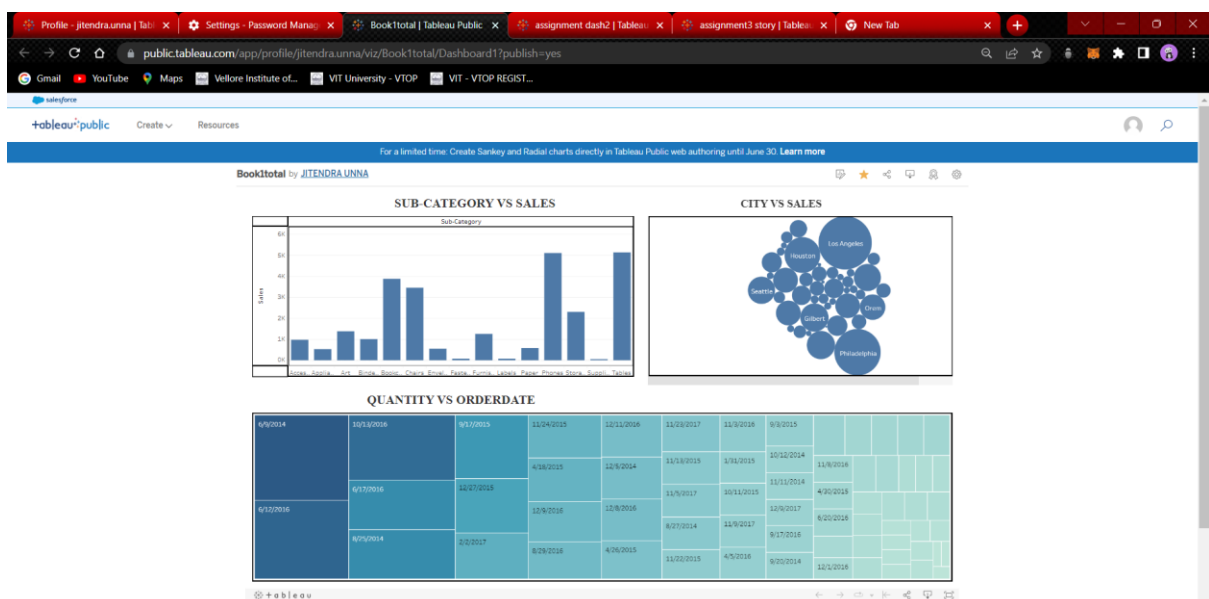 Profile - jitendra.unna | Tabl
Settings - Password Manag
Book1total | Tableau Public
assignment dash2 | Tableau
assignment3 story | Tableau
New Tab
public.tableau.com/app/profile/jitendra.unna/viz/Book1total/Dashboard1?publish=yes
Gmail YouTube Maps Vellore Institute of... VIT University - VTOP VIT - VTOP REGIST...
salesforce
+ableau public Create Resources
For a limited time: Create Sankey and Radial charts directly in Tableau Public web authoring until June 30. Learn more
Book1total by JITENDRA UNNA
SUB-CATEGORY VS SALES
Sub-Category
6K
5K
4K
3K
2K
1K
0K
Sales
Acces.. Applia.. Art Binde.. Bookc.. Chairs Envel.. Faste.. Furnis.. Labels Paper Phones Stora.. Suppli.. Tables
CITY VS SALES
Los Angeles
Houston
Seattle
Orem
Gilbert
Philadelphia
QUANTITY VS ORDERDATE
6/9/2014 10/13/2016 9/17/2015 11/24/2015 12/11/2016 11/23/2017 11/3/2016 9/3/2015
10/12/2014
11/13/2015 1/31/2015
4/18/2015 12/5/2014 11/8/2016
11/11/2014
6/17/2016 12/27/2015 11/5/2017 10/11/2015 4/30/2015
6/12/2016 12/9/2016 12/8/2016 12/9/2017
6/20/2016
8/27/2014 11/9/2017
9/17/2016
6/25/2014 2/2/2017 8/29/2016 4/26/2015
11/22/2015 4/5/2016 9/20/2014 12/1/2016
+ableau